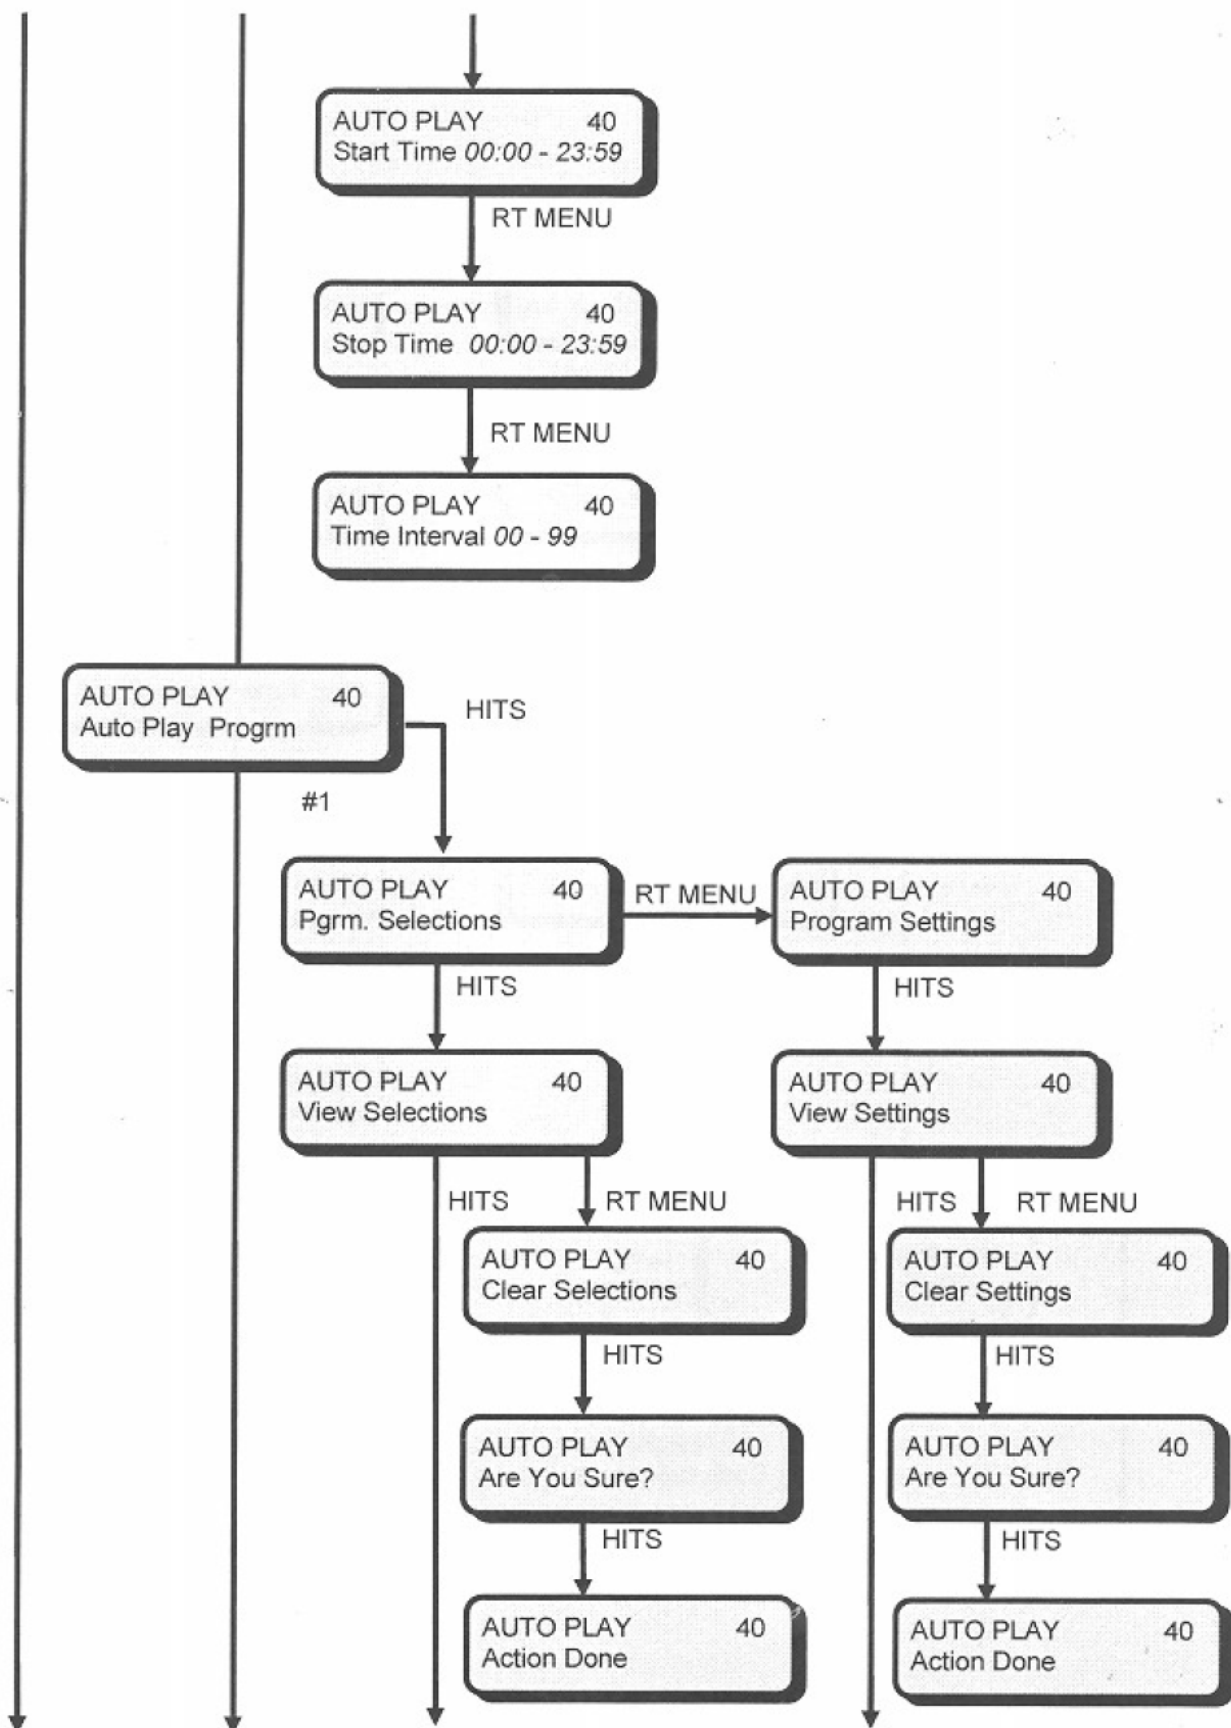 AUTO PLAY 40
Start Time 00:00 - 23:59
RT MENU
AUTO PLAY 40
Stop Time 00:00 - 23:59
RT MENU
AUTO PLAY 40
Time Interval 00 - 99
AUTO PLAY 40
Auto Play Progrm
HITS
#1
AUTO PLAY 40
Pgrm. Selections
RT MENU
AUTO PLAY 40
Program Settings
HITS
HITS
AUTO PLAY 40
View Selections
AUTO PLAY 40
View Settings
HITS
RT MENU
HITS
RT MENU
AUTO PLAY 40
Clear Selections
AUTO PLAY 40
Clear Settings
HITS
HITS
AUTO PLAY 40
Are You Sure?
AUTO PLAY 40
Are You Sure?
HITS
HITS
AUTO PLAY 40
Action Done
AUTO PLAY 40
Action Done